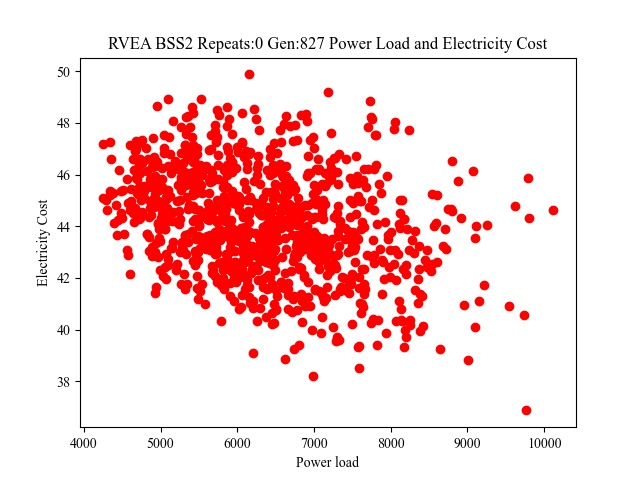 RVEA BSS2 Repeats:0 Gen:827 Power Load and Electricity Cost
50
48
46
44
42
40
38
Electricity Cost
4000 5000 6000 7000 8000 9000 10000
Power load